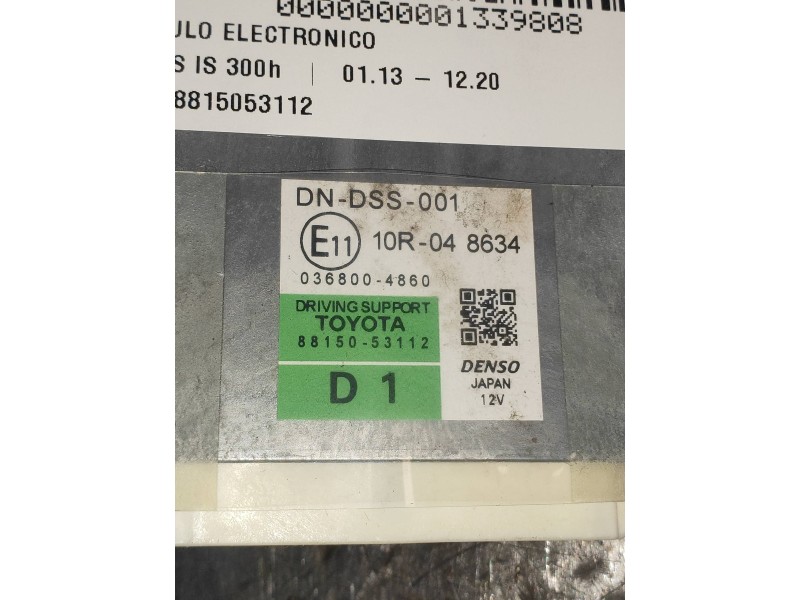 0000000001339808
ULO ELECTRONICO
S IS 300h | 01.13 – 12.20
8815053112
DN-DSS-001
E11 10R-04 8634
036800-4860
DRIVING SUPPORT
TOYOTA
88150-53112
D 1
DENSO
JAPAN
12V